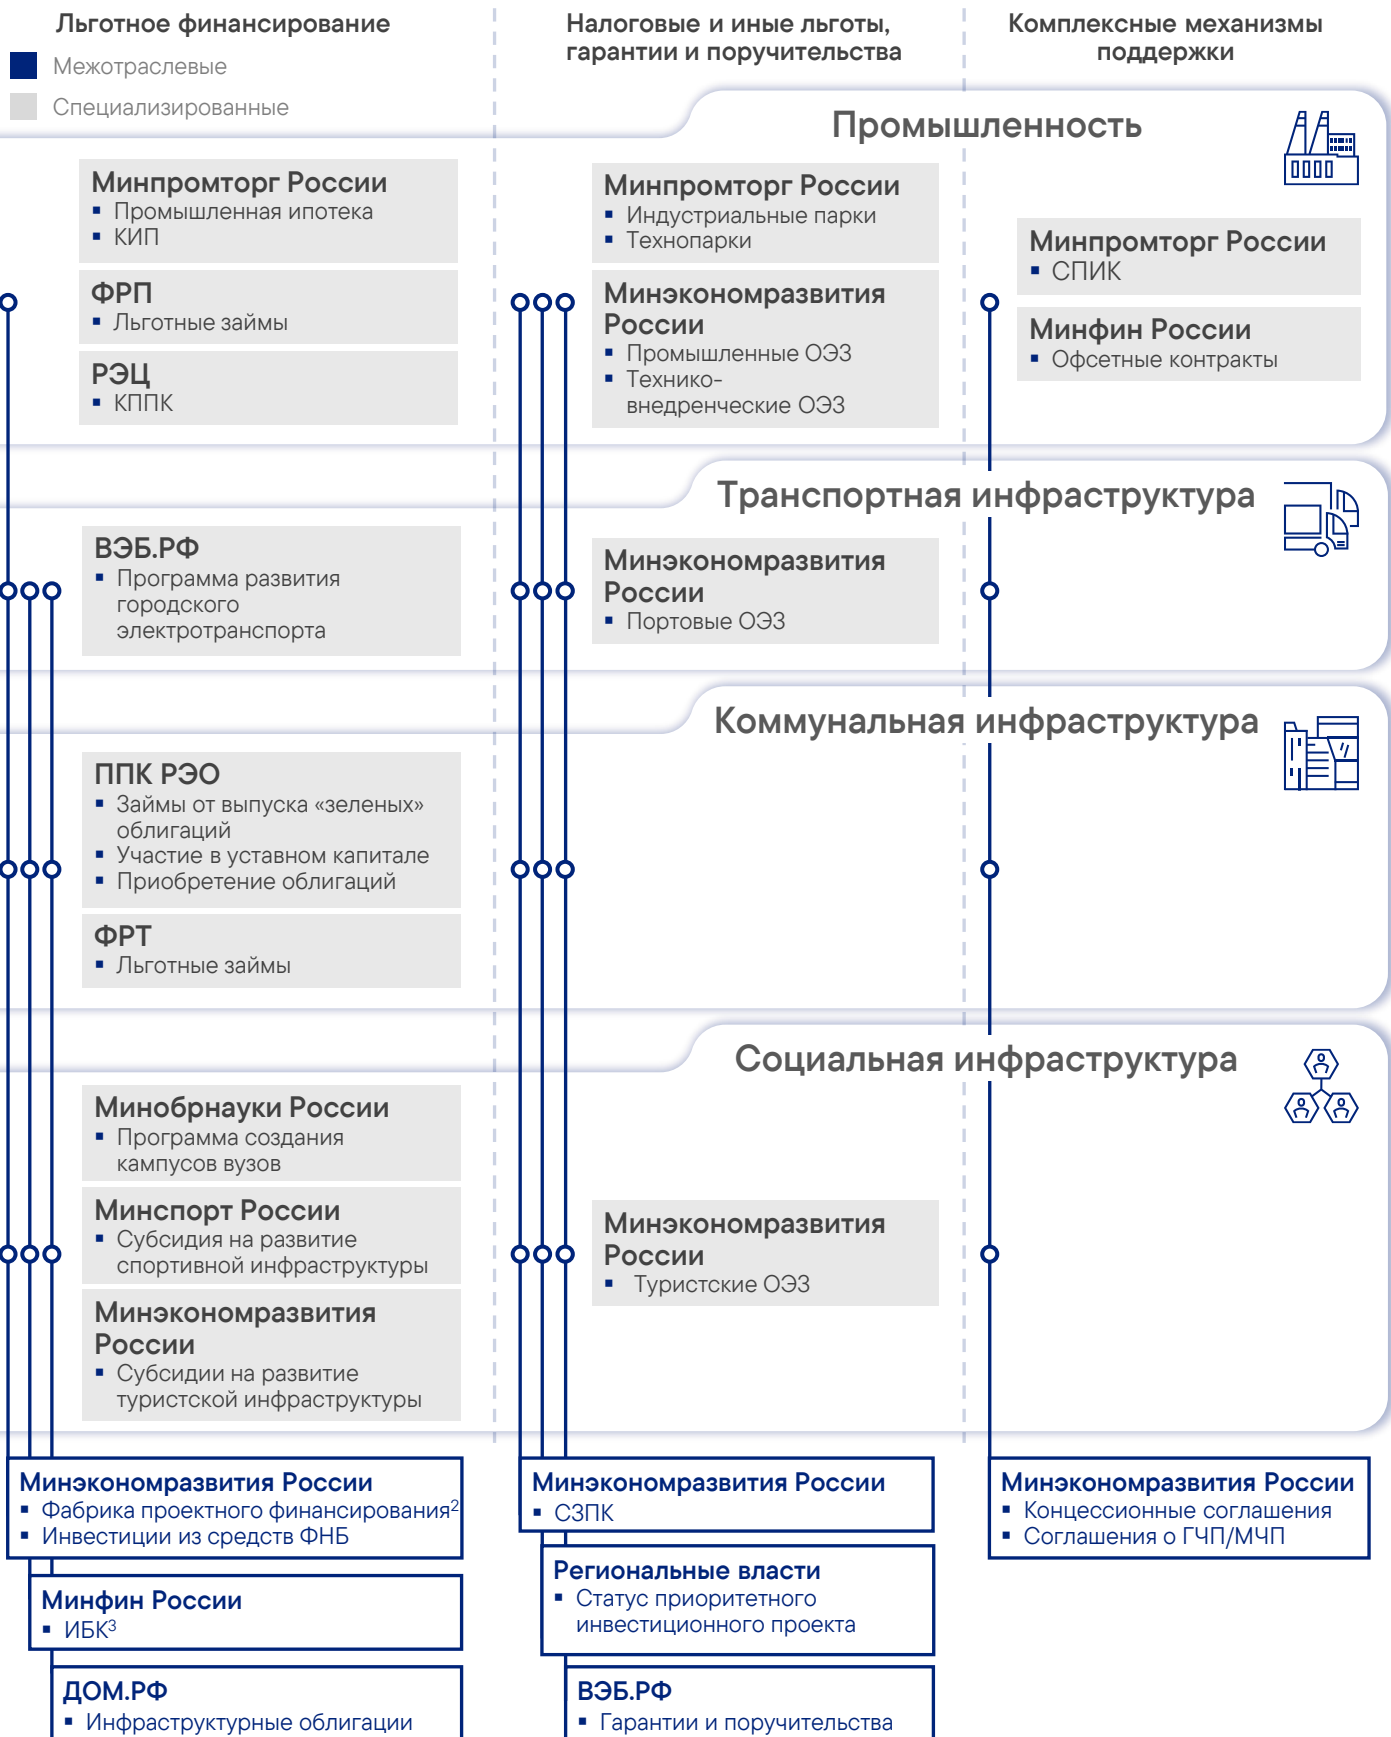 Льготное финансирование
Налоговые и иные льготы,
гарантии и поручительства
Комплексные механизмы
поддержки
Межотраслевые
Специализированные
Промышленность
Минпромторг России
▪ Промышленная ипотека
▪ КИП
ФРП
▪ Льготные займы
РЭЦ
▪ КППК
Минпромторг России
▪ Индустриальные парки
▪ Технопарки
Минэкономразвития
России
▪ Промышленные ОЭЗ
▪ Технико-
внедренческие ОЭЗ
Минпромторг России
▪ СПИК
Минфин России
▪ Офсетные контракты
Транспортная инфраструктура
ВЭБ.РФ
▪ Программа развития
городского
электротранспорта
Минэкономразвития
России
▪ Портовые ОЭЗ
Коммунальная инфраструктура
ППК РЭО
▪ Займы от выпуска «зеленых»
облигаций
▪ Участие в уставном капитале
▪ Приобретение облигаций
ФРТ
▪ Льготные займы
Социальная инфраструктура
Минобрнауки России
▪ Программа создания
кампусов вузов
Минспорт России
▪ Субсидия на развитие
спортивной инфраструктуры
Минэкономразвития
России
▪ Субсидии на развитие
туристской инфраструктуры
Минэкономразвития
России
▪ Туристские ОЭЗ
Минэкономразвития России
▪ Фабрика проектного финансирования²
▪ Инвестиции из средств ФНБ
Минфин России
▪ ИБК³
ДОМ.РФ
▪ Инфраструктурные облигации
Минэкономразвития России
▪ СЗПК
Региональные власти
▪ Статус приоритетного
инвестиционного проекта
ВЭБ.РФ
▪ Гарантии и поручительства
Минэкономразвития России
▪ Концессионные соглашения
▪ Соглашения о ГЧП/МЧП